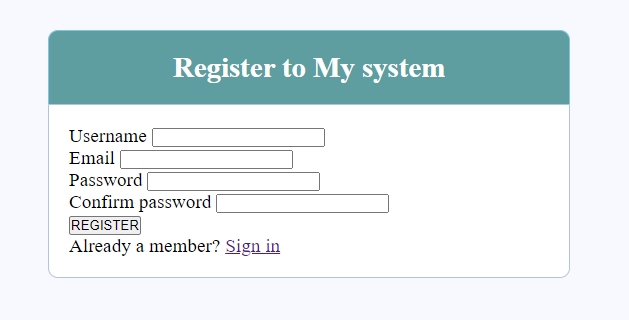 Register to My system
Username
Email
Password
Confirm password
REGISTER
Already a member? Sign in